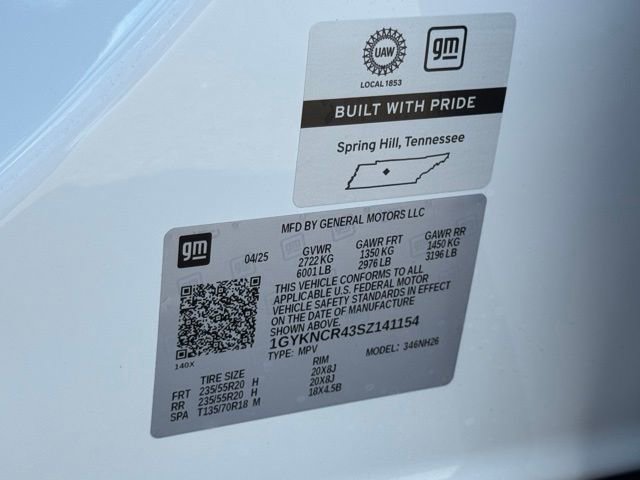 UAW
gm
LOCAL 1853
BUILT WITH PRIDE
Spring Hill, Tennessee
MFD BY GENERAL MOTORS LLC
gm
04/25 GVWR GAWR FRT GAWR RR
2722 KG 1350 KG 1450 KG
6001 LB 2976 LB 3196 LB
THIS VEHICLE CONFORMS TO ALL
APPLICABLE U.S. FEDERAL MOTOR
VEHICLE SAFETY STANDARDS IN EFFECT
ON THE DATE OF MANUFACTURE
SHOWN ABOVE.
1GYKNCR43SZ141154
140X
TYPE: MPV MODEL: 346NH26
TIRE SIZE RIM
FRT 235/55R20 H 20X8J
RR 235/55R20 H 20X8J
SPA T135/70R18 M 18X4.5B